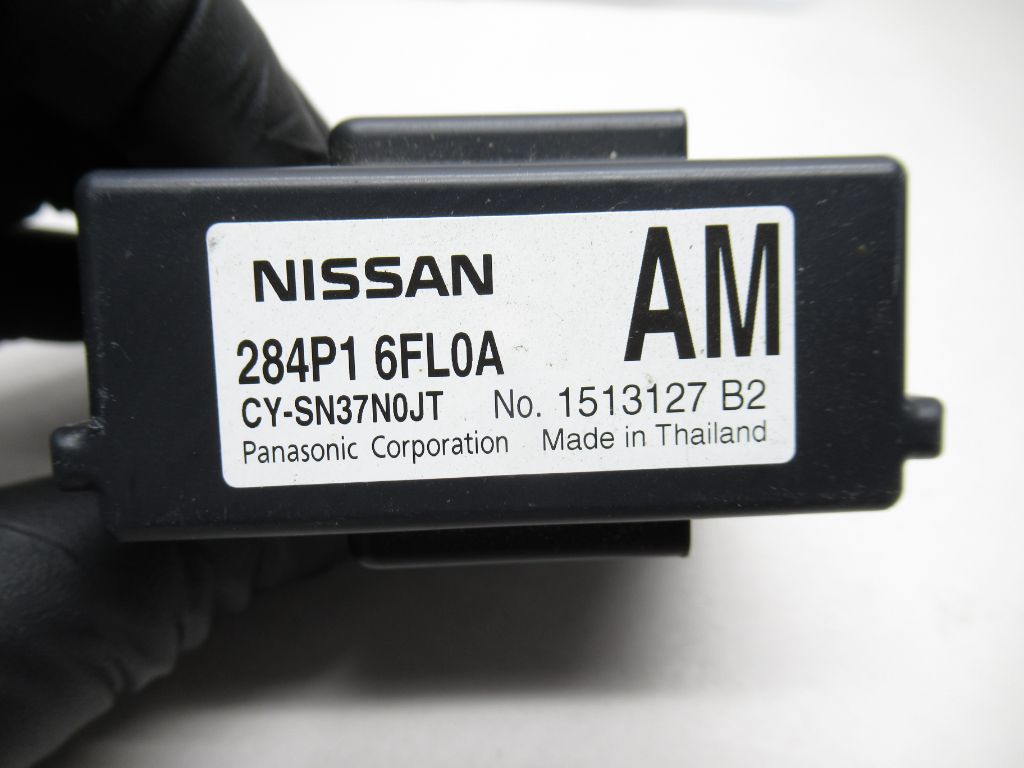 NISSAN
AM
284P1 6FL0A
CY-SN37N0JT No. 1513127 B2
Panasonic Corporation Made in Thailand